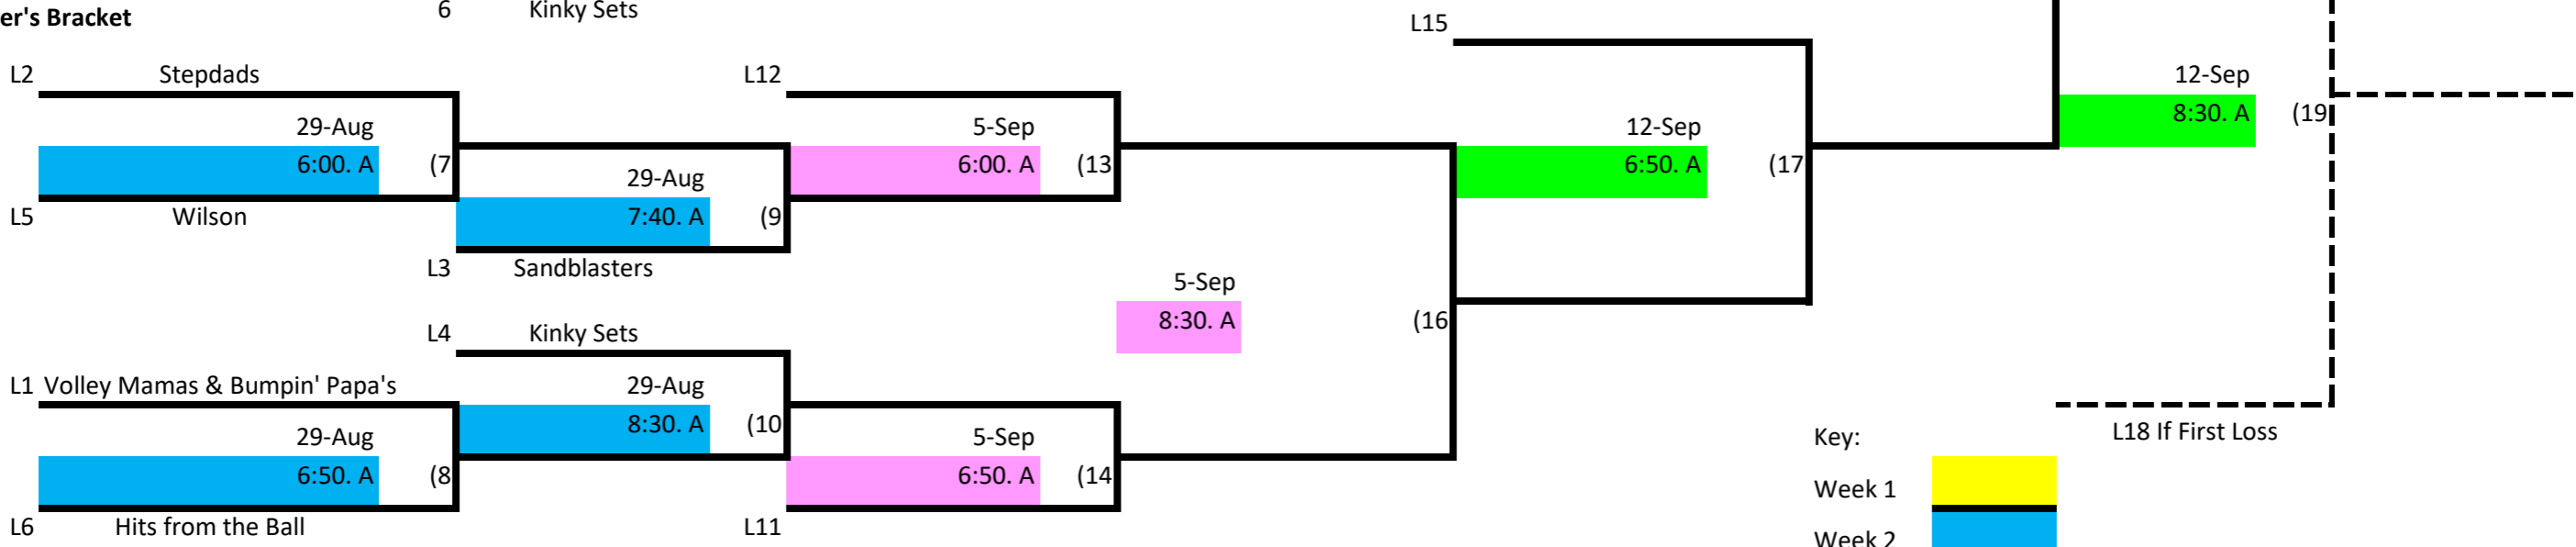 6 Kinky Sets
er's Bracket
L15
L2 Stepdads
L12
12-Sep
8:30. A (19
29-Aug
5-Sep
12-Sep
6:00. A (7
6:00. A (13
6:50. A (17
29-Aug
L5 Wilson
7:40. A (9
L3 Sandblasters
5-Sep
8:30. A (16
L4 Kinky Sets
L1 Volley Mamas & Bumpin' Papa's
29-Aug
8:30. A (10
29-Aug
5-Sep
L18 If First Loss
Key:
6:50. A (8
6:50. A (14
Week 1
L6 Hits from the Ball
L11
Week 2